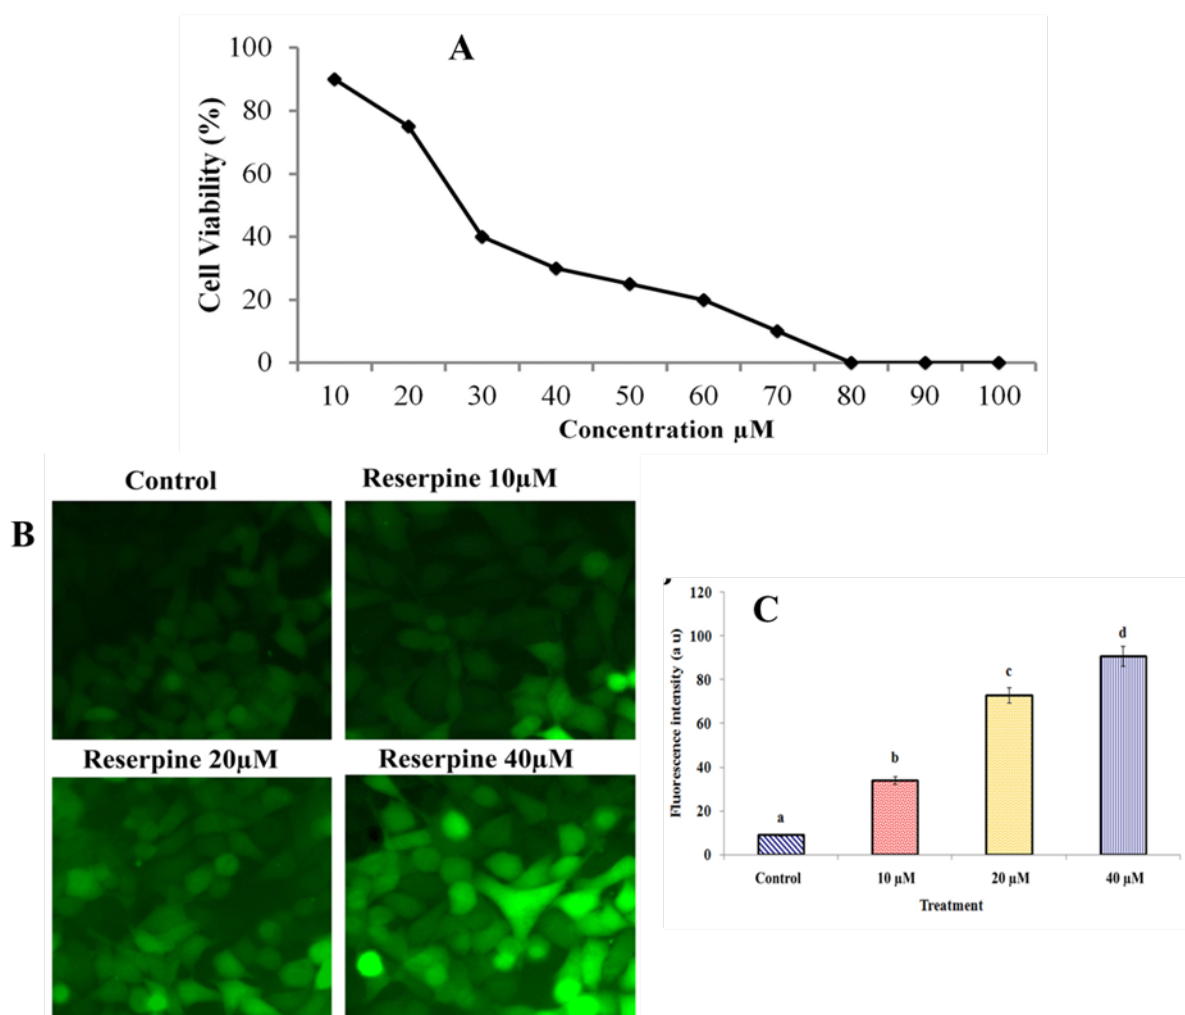 A
100
80
60
40
20
0
Cell Viability (%)
10 20 30 40 50 60 70 80 90 100
Concentration µM
B
Control
Reserpine 10µM
Reserpine 20µM
Reserpine 40µM
C
120
100
80
60
40
20
0
Fluorescence intensity (a u)
a
b
c
d
Control 10 µM 20 µM 40 µM
Treatment